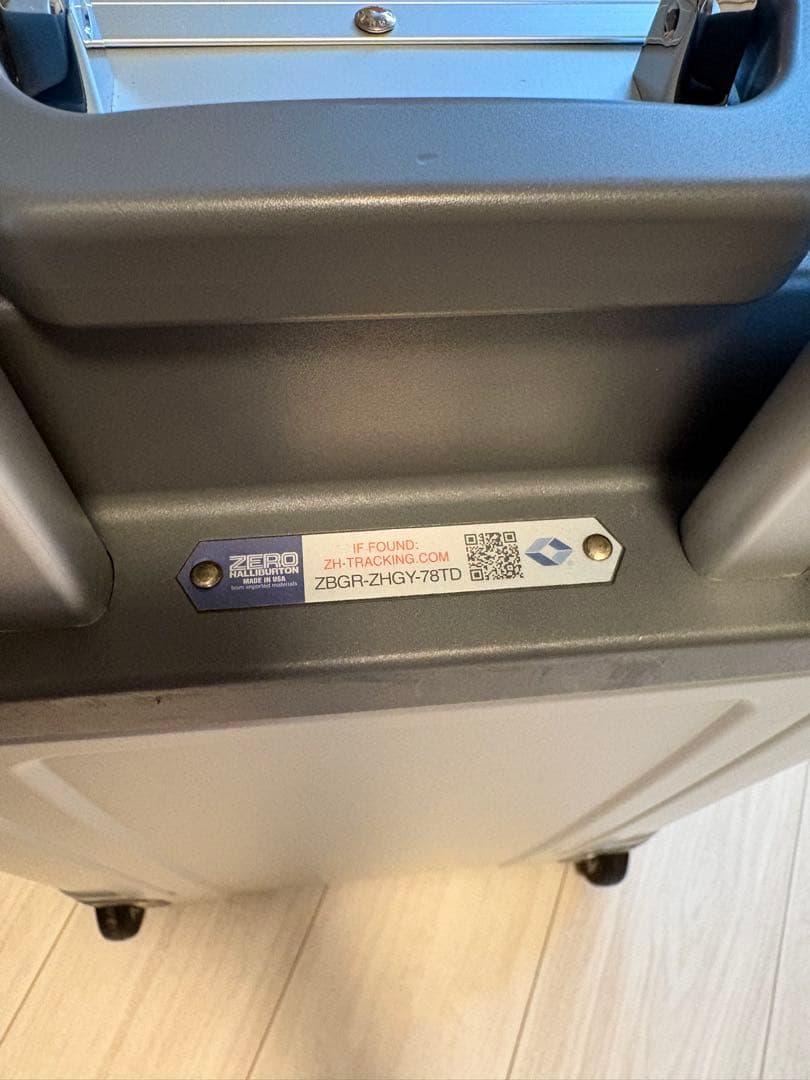 ZERO
HALLIBURTON
MADE IN USA
from imported materials
IF FOUND:
ZH-TRACKING.COM
ZBGR-ZHGY-78TD